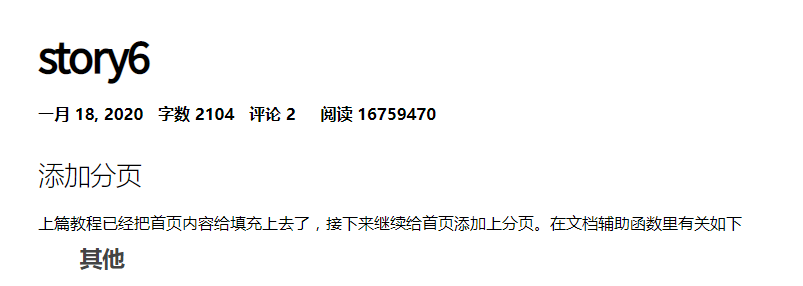 story6
一月 18, 2020 字数 2104 评论 2 阅读 16759470
添加分页
上篇教程已经把首页内容给填充上去了，接下来继续给首页添加上分页。在文档辅助函数里有关如下
其他